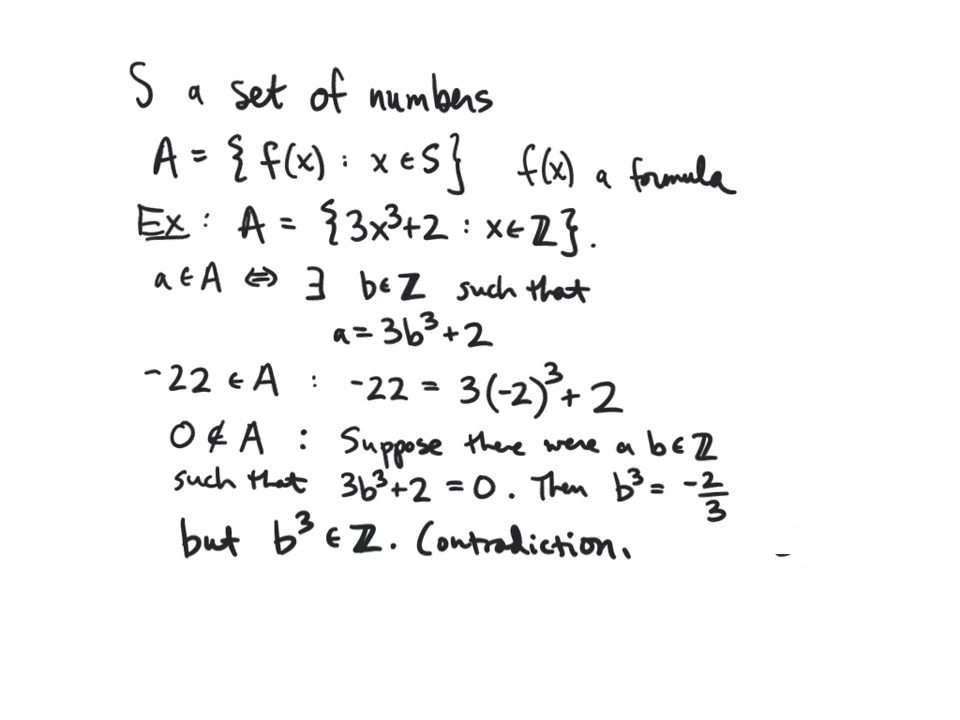 S a set of numbers
A = { f(x) : x ∈ S } f(x) a formula
Ex : A = { 3x³+2 : x ∈ ℤ }.
a ∈ A ⇔ ∃ b ∈ ℤ such that
a = 3b³ + 2
-22 ∈ A : -22 = 3(-2)³ + 2
0 ∉ A : Suppose there were a b ∈ ℤ
such that 3b³+2 = 0. Then b³ = -2/3
but b³ ∈ ℤ. Contradiction.